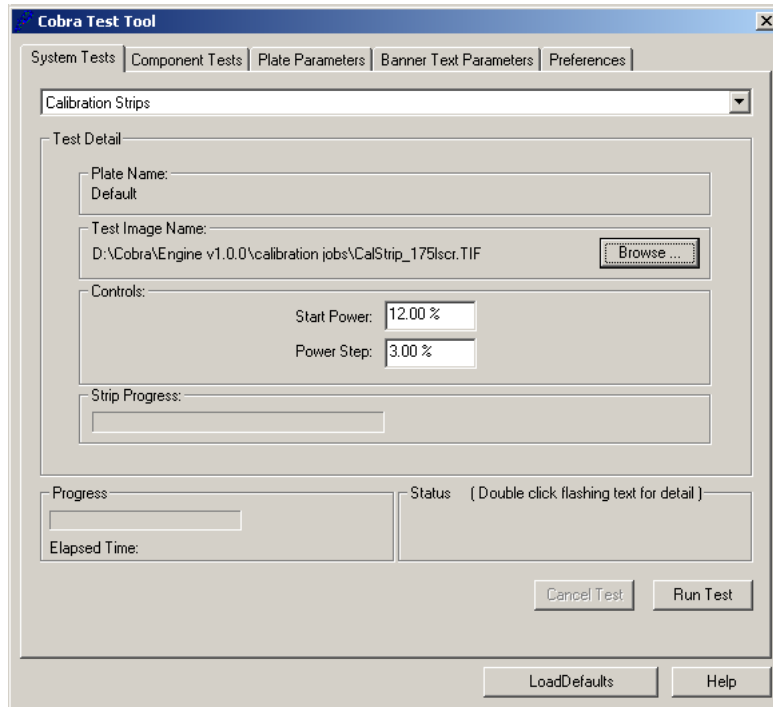 Cobra Test Tool
System Tests Component Tests Plate Parameters Banner Text Parameters Preferences
Calibration Strips
Test Detail
Plate Name:
Default
Test Image Name:
D:\Cobra\Engine v1.0.0\calibration jobs\CalStrip_175lscr.TIF Browse ...
Controls:
Start Power: 12.00 %
Power Step: 3.00 %
Strip Progress:
Progress Status ( Double click flashing text for detail )
Elapsed Time:
Cancel Test Run Test
LoadDefaults Help